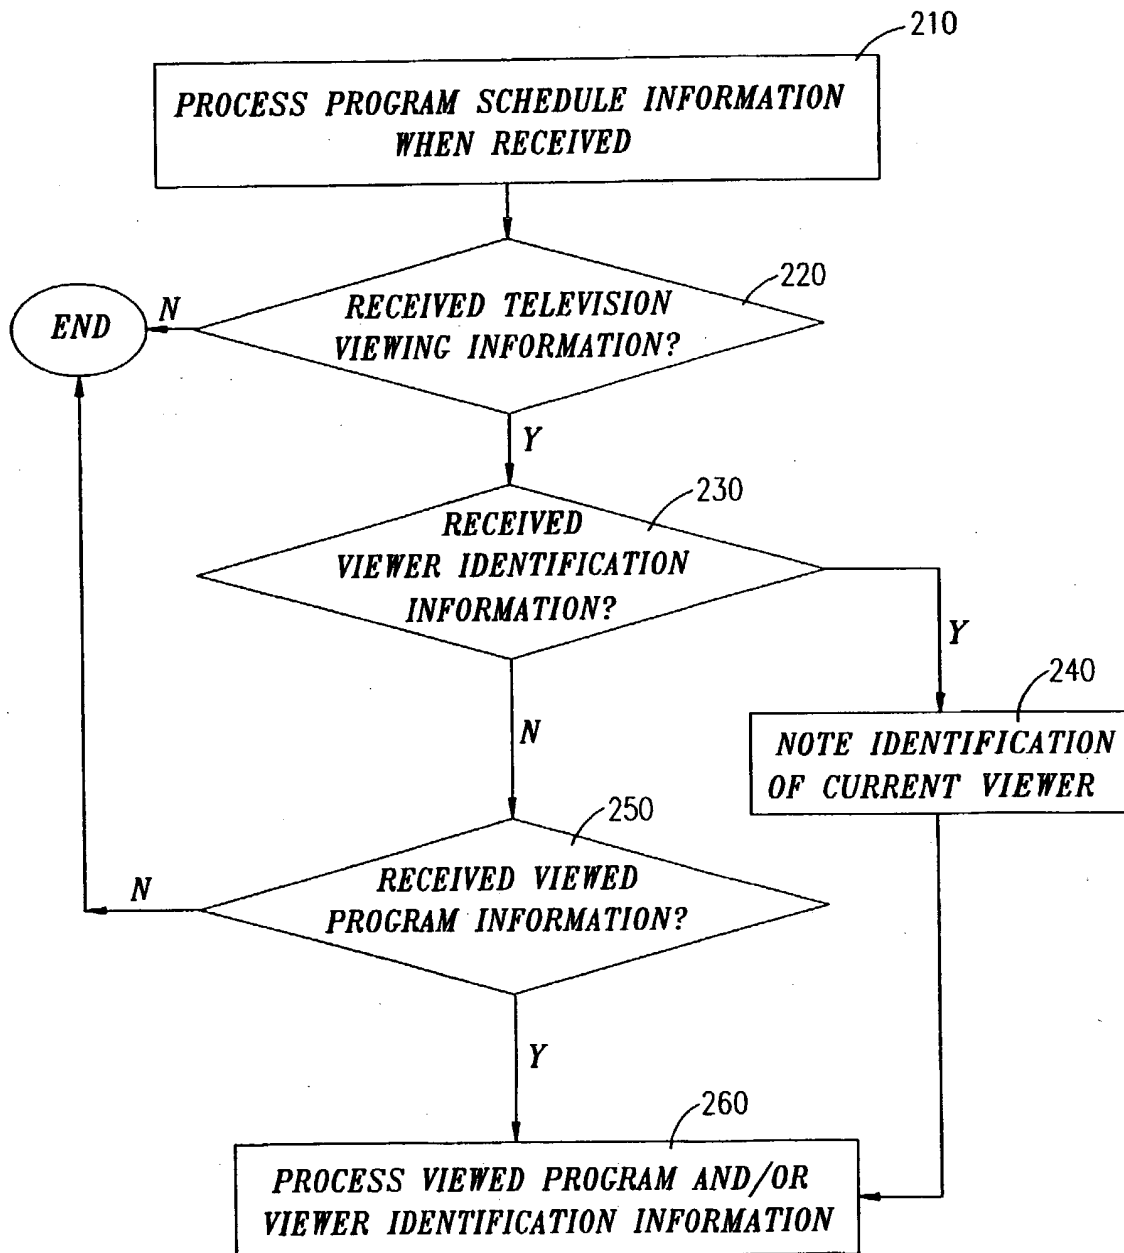 210
PROCESS PROGRAM SCHEDULE INFORMATION
WHEN RECEIVED
220
RECEIVED TELEVISION
VIEWING INFORMATION?
N
END
Y
230
RECEIVED
VIEWER IDENTIFICATION
INFORMATION?
Y
240
NOTE IDENTIFICATION
OF CURRENT VIEWER
N
250
RECEIVED VIEWED
PROGRAM INFORMATION?
N
Y
260
PROCESS VIEWED PROGRAM AND/OR
VIEWER IDENTIFICATION INFORMATION